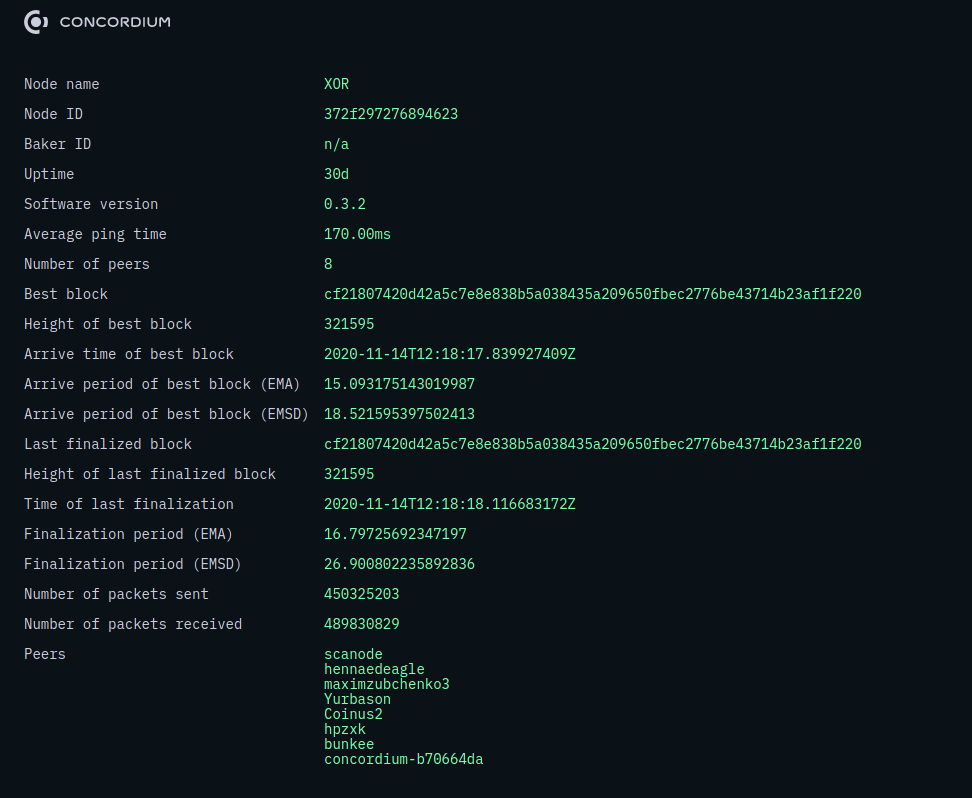 CONCORDIUM
Node name XOR
Node ID 372f297276894623
Baker ID n/a
Uptime 30d
Software version 0.3.2
Average ping time 170.00ms
Number of peers 8
Best block cf21807420d42a5c7e8e838b5a038435a209650fbec2776be43714b23af1f220
Height of best block 321595
Arrive time of best block 2020-11-14T12:18:17.839927409Z
Arrive period of best block (EMA) 15.093175143019987
Arrive period of best block (EMSD) 18.521595397502413
Last finalized block cf21807420d42a5c7e8e838b5a038435a209650fbec2776be43714b23af1f220
Height of last finalized block 321595
Time of last finalization 2020-11-14T12:18:18.116683172Z
Finalization period (EMA) 16.79725692347197
Finalization period (EMSD) 26.900802235892836
Number of packets sent 450325203
Number of packets received 489830829
Peers scanode
hennaedeagle
maximzubchenko3
Yurbason
Coinus2
hpzxk
bunkee
concordium-b70664da